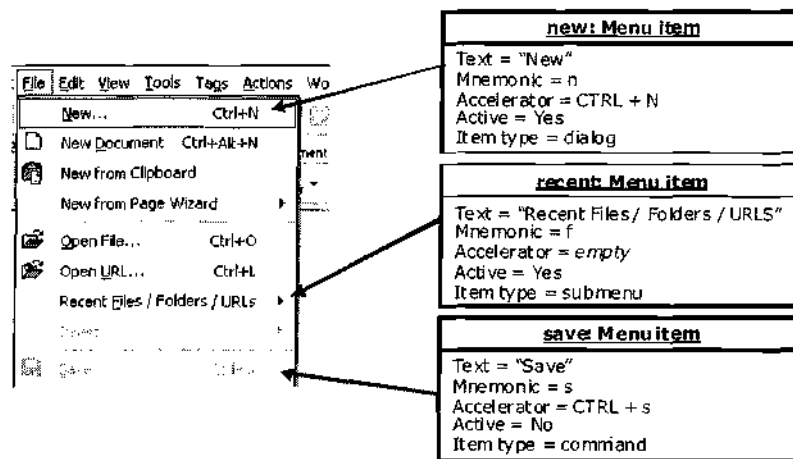 File Edit View Tools Tags Actions Wo
New... Ctrl+N
New Document Ctrl+Alt+N
ment
New from Clipboard
New from Page Wizard
Open File... Ctrl+O
Open URL... Ctrl+L
Recent Files / Folders / URLs
new: Menu item
Text = "New"
Mnemonic = n
Accelerator = CTRL + N
Active = Yes
Item type = dialog
recent: Menu item
Text = "Recent Files / Folders / URLS"
Mnemonic = f
Accelerator = empty
Active = Yes
Item type = submenu
save: Menu item
Text = "Save"
Mnemonic = s
Accelerator = CTRL + s
Active = No
Item type = command